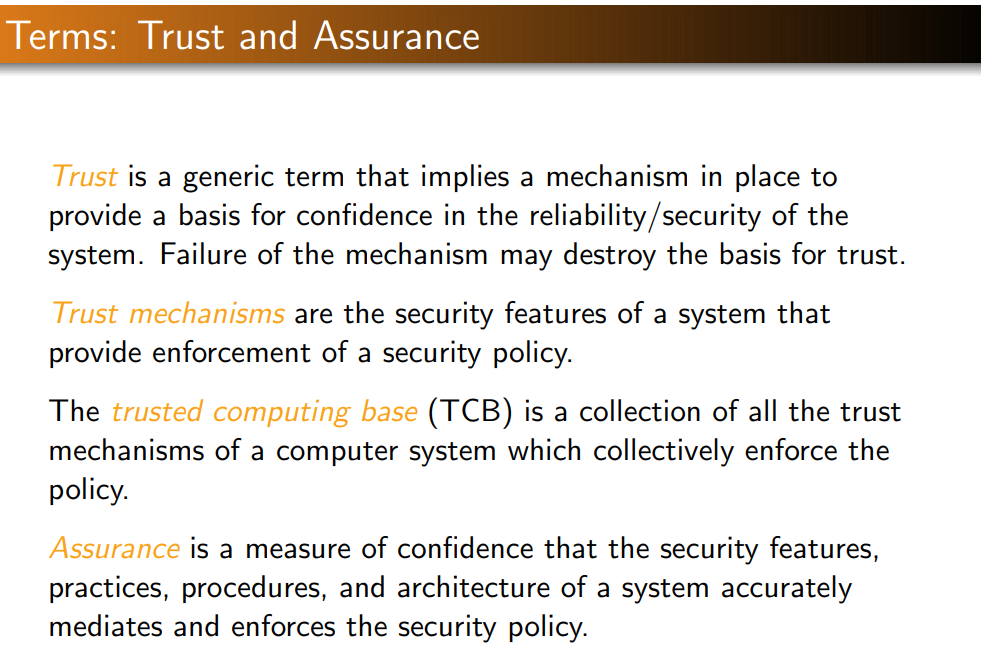 Terms: Trust and Assurance
Trust is a generic term that implies a mechanism in place to
provide a basis for confidence in the reliability/security of the
system. Failure of the mechanism may destroy the basis for trust.
Trust mechanisms are the security features of a system that
provide enforcement of a security policy.
The trusted computing base (TCB) is a collection of all the trust
mechanisms of a computer system which collectively enforce the
policy.
Assurance is a measure of confidence that the security features,
practices, procedures, and architecture of a system accurately
mediates and enforces the security policy.